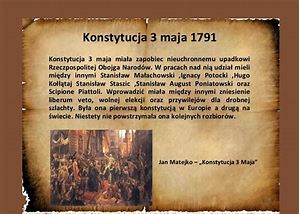 Konstytucja 3 maja 1791
Konstytucja 3 maja miała zapobiec nieuchronnemu upadkowi
Rzeczpospolitej Obojga Narodów. W pracach nad nią udział mieli
między innymi Stanisław Małachowski ,Ignacy Potocki ,Hugo
Kołłątaj Stanisław Staszic ,Stanisław August Poniatowski oraz
Scipione Piattoli. Wprowadzić miała między innymi zniesienie
liberum veto, wolnej elekcji oraz przywilejów dla drobnej
szlachty. Była ona pierwszą konstytucją w Europie a drugą na
świecie. Niestety nie powstrzymała ona kolejnych rozbiorów.
Jan Matejko – „Konstytucja 3 Maja”